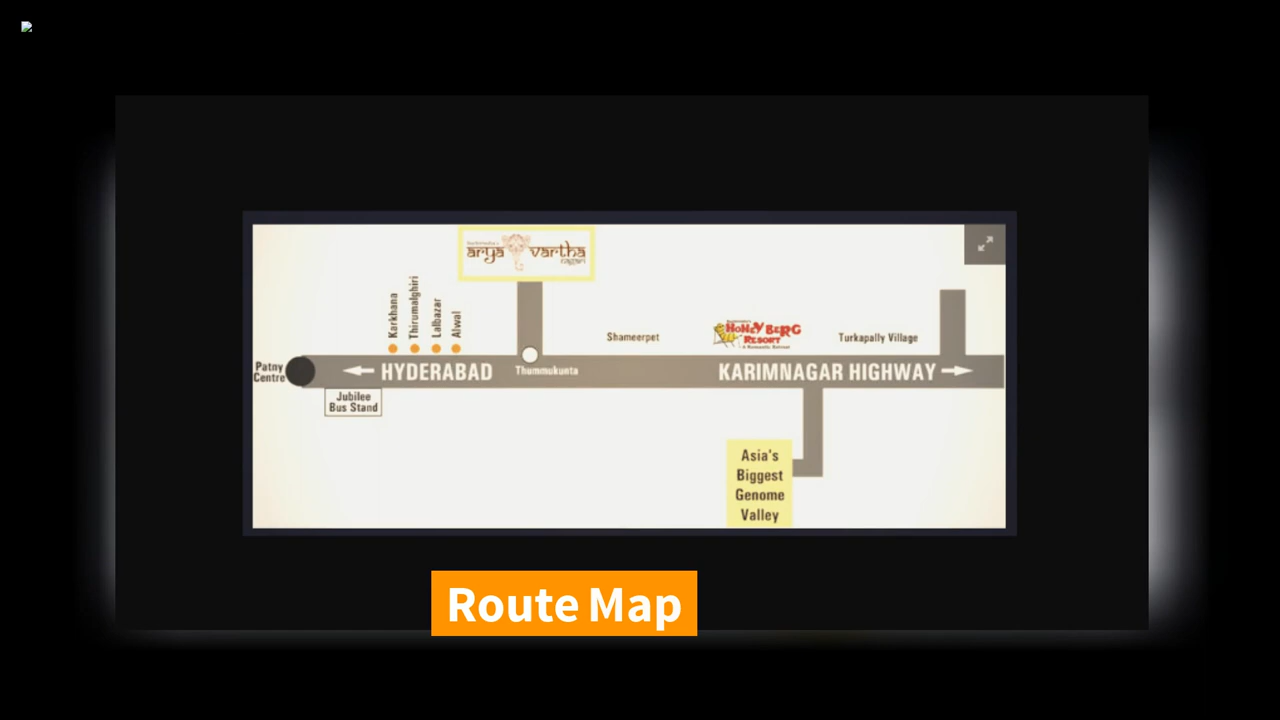 arya vartha
nagari
Karkhana
Thirumalghiri
Lalbazar
Alwal
Shameerpet
HONEY BERG
RESORT
Turkapally Village
Patny
Centre
HYDERABAD
Thummukunta
KARIMNAGAR HIGHWAY
Jubilee
Bus Stand
Asia's
Biggest
Genome
Valley
Route Map